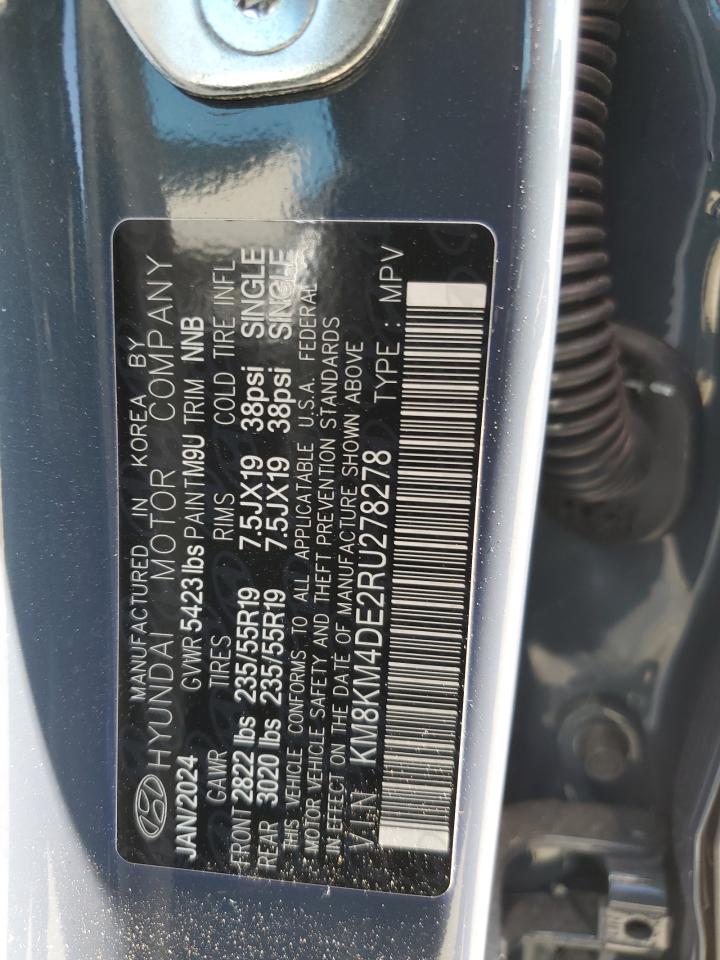 MANUFACTURED IN KOREA BY
HYUNDAI MOTOR COMPANY
JAN/2024 GVWR 5423 lbs PAINT M9U TRIM NNB
GAWR TIRES RIMS COLD TIRE INFL
FRONT 2822 lbs 235/55R19 7.5JX19 38psi SINGLE
REAR 3020 lbs 235/55R19 7.5JX19 38psi SINGLE
THIS VEHICLE CONFORMS TO ALL APPLICABLE U.S.A. FEDERAL
MOTOR VEHICLE SAFETY AND THEFT PREVENTION STANDARDS
IN EFFECT ON THE DATE OF MANUFACTURE SHOWN ABOVE
VIN KM8KM4DE2RU278278 TYPE : MPV